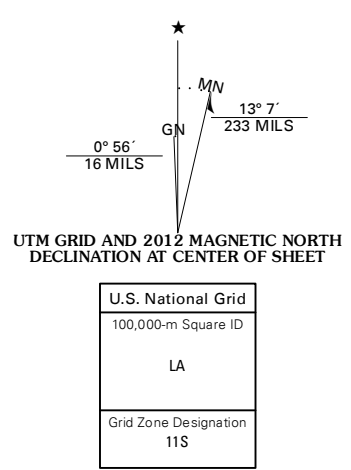 ★
MN
GN
13° 7´
233 MILS
0° 56´
16 MILS
UTM GRID AND 2012 MAGNETIC NORTH
DECLINATION AT CENTER OF SHEET
U.S. National Grid
100,000-m Square ID
LA
Grid Zone Designation
11S